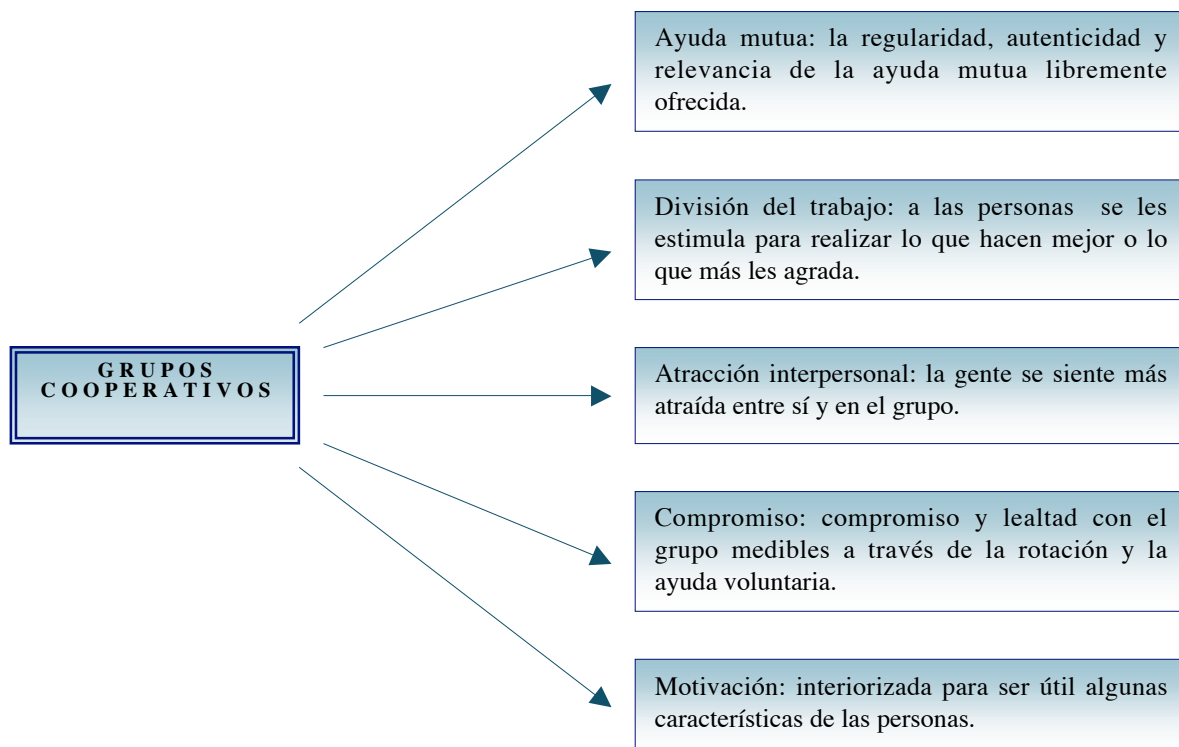 Ayuda mutua: la regularidad, autenticidad y
relevancia de la ayuda mutua libremente
ofrecida.
División del trabajo: a las personas se les
estimula para realizar lo que hacen mejor o lo
que más les agrada.
GRUPOS
COOPERATIVOS
Atracción interpersonal: la gente se siente más
atraída entre sí y en el grupo.
Compromiso: compromiso y lealtad con el
grupo medibles a través de la rotación y la
ayuda voluntaria.
Motivación: interiorizada para ser útil algunas
características de las personas.